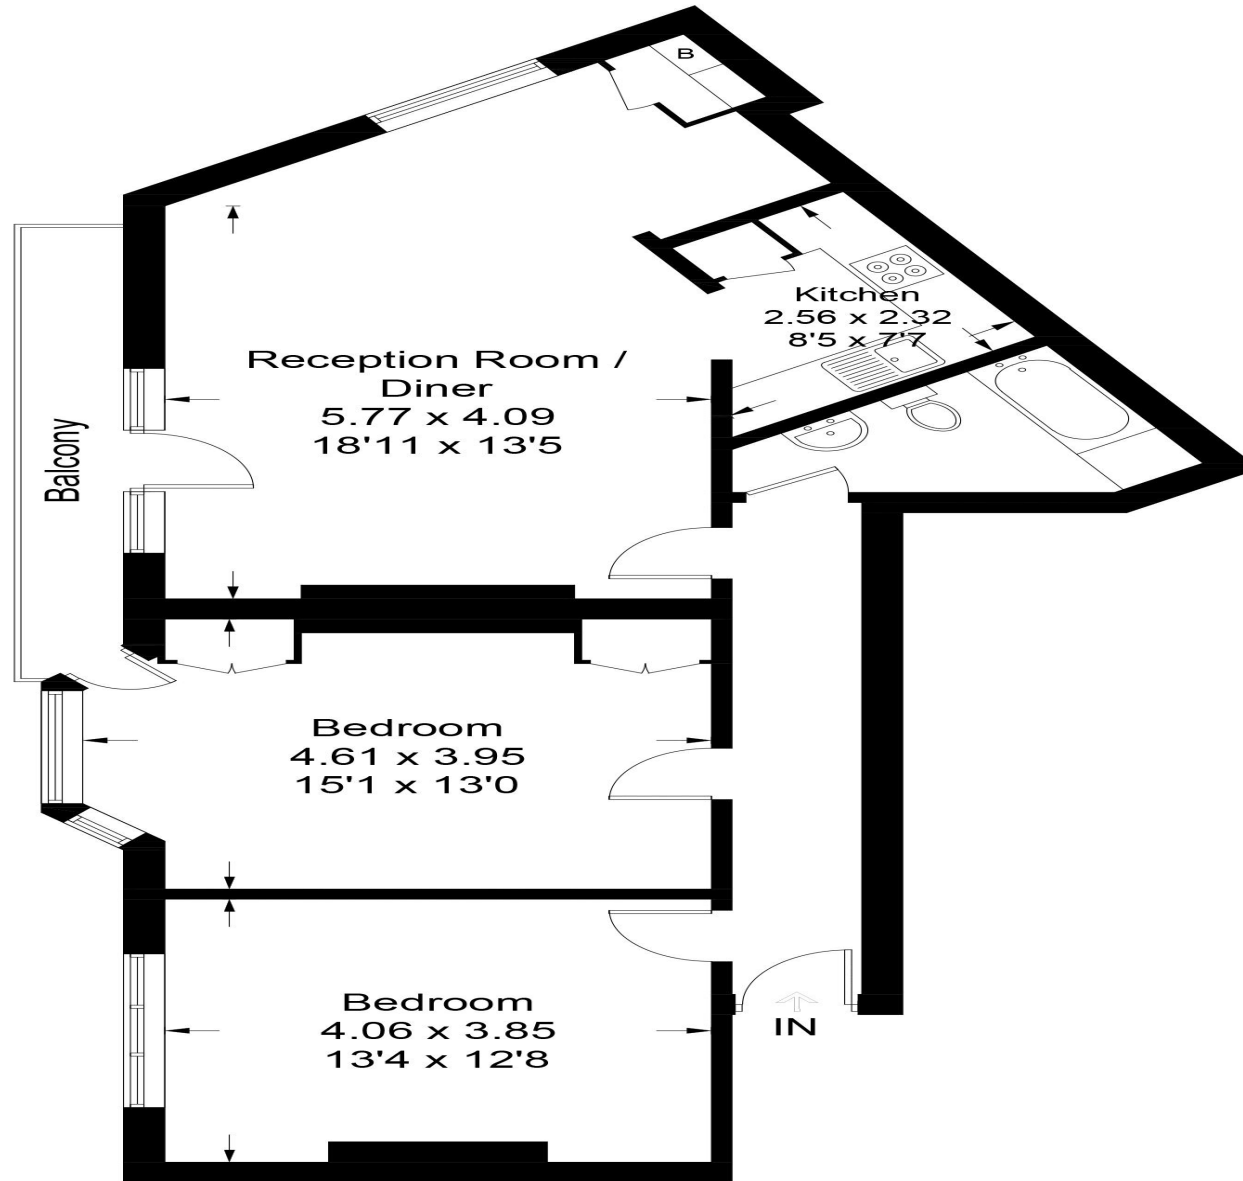 B
Kitchen
2.56 x 2.32
8'5 x 7'7
Reception Room /
Diner
5.77 x 4.09
18'11 x 13'5
Balcony
Bedroom
4.61 x 3.95
15'1 x 13'0
Bedroom
4.06 x 3.85
13'4 x 12'8
IN